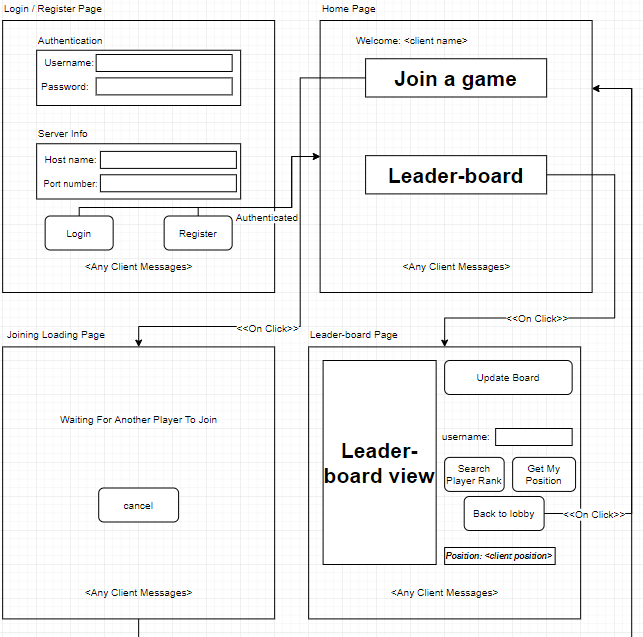 Login / Register Page
Authentication
Username:
Password:
Server Info
Host name:
Port number:
Login
Register
Authenticated
<Any Client Messages>
Home Page
Welcome: <client name>
Join a game
Leader-board
<Any Client Messages>
<<On Click>>
<<On Click>>
Joining Loading Page
Waiting For Another Player To Join
cancel
<Any Client Messages>
Leader-board Page
Leader-
board view
Update Board
username:
Search
Player Rank
Get My
Position
Back to lobby
<<On Click>>
Position: <client position>
<Any Client Messages>